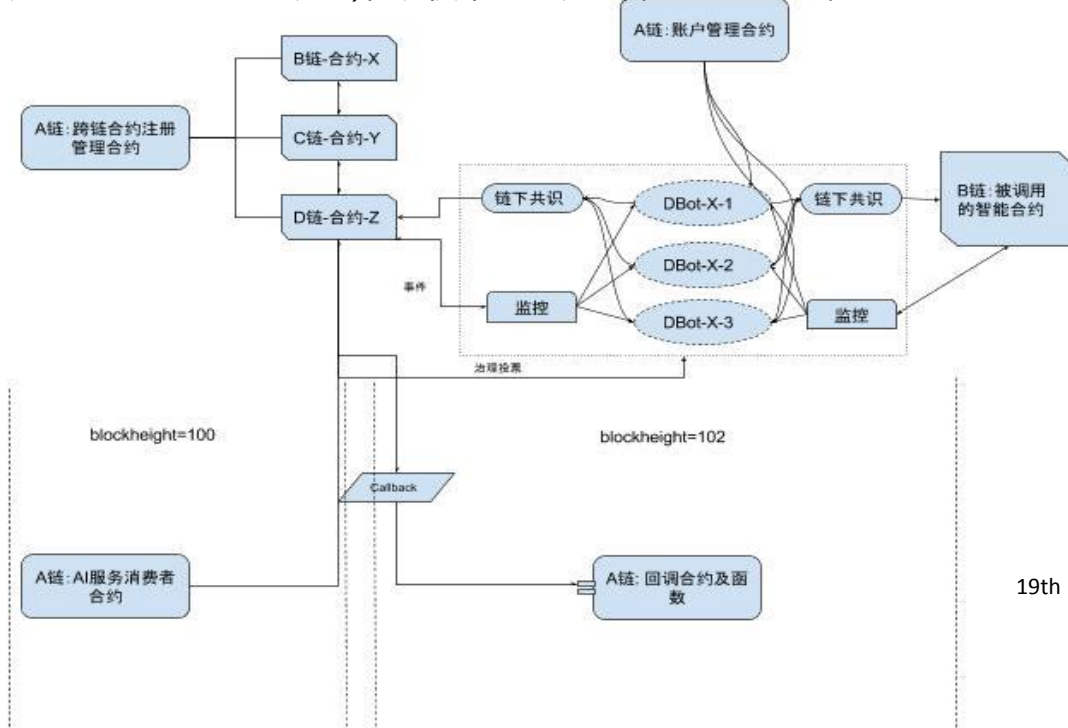 A链:账户管理合约
B链-合约-X
A链:跨链合约注册
管理合约
C链-合约-Y
D链-合约-Z
链下共识
DBot-X-1
链下共识
B链:被调用
的智能合约
DBot-X-2
事件
监控
DBot-X-3
监控
治理投票
blockheight=100
blockheight=102
Callback
A链:AI服务消费者
合约
A链: 回调合约及函
数
19th